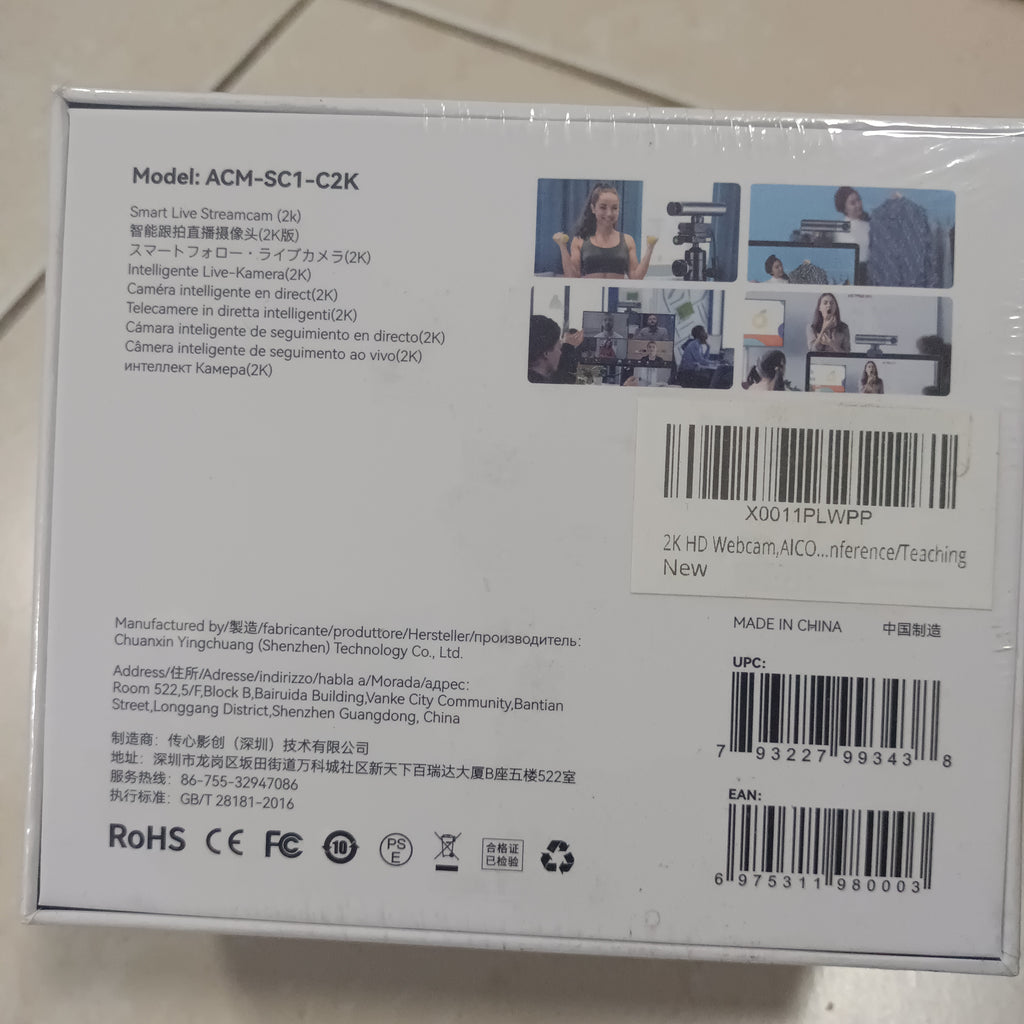 Model: ACM-SC1-C2K
Smart Live Streamcam (2k)
智能跟拍直播摄像头(2K版)
スマートフォロー・ライブカメラ(2K)
Intelligente Live-Kamera(2K)
Caméra intelligente en direct(2K)
Telecamere in diretta intelligenti(2K)
Cámara inteligente de seguimiento en directo(2K)
Câmera inteligente de seguimento ao vivo(2K)
интеллект Камера(2K)
X0011PLWPP
2K HD Webcam,AICO...nference/Teaching
New
Manufactured by/製造/fabricante/produttore/Hersteller/производитель:
Chuanxin Yingchuang (Shenzhen) Technology Co., Ltd.
Address/住所/Adresse/indirizzo/habla a/Morada/адрес:
Room 522,5/F,Block B,Bairuida Building,Vanke City Community,Bantian
Street,Longgang District,Shenzhen Guangdong, China
制造商：传心影创（深圳）技术有限公司
地址：深圳市龙岗区坂田街道万科城社区新天下百瑞达大厦B座五楼522室
服务热线：86-755-32947086
执行标准：GB/T 28181-2016
RoHS CE FC 10 PS E 合格证 已检验
MADE IN CHINA 中国制造
UPC:
7 93227 99343 8
EAN:
6 975311 980003